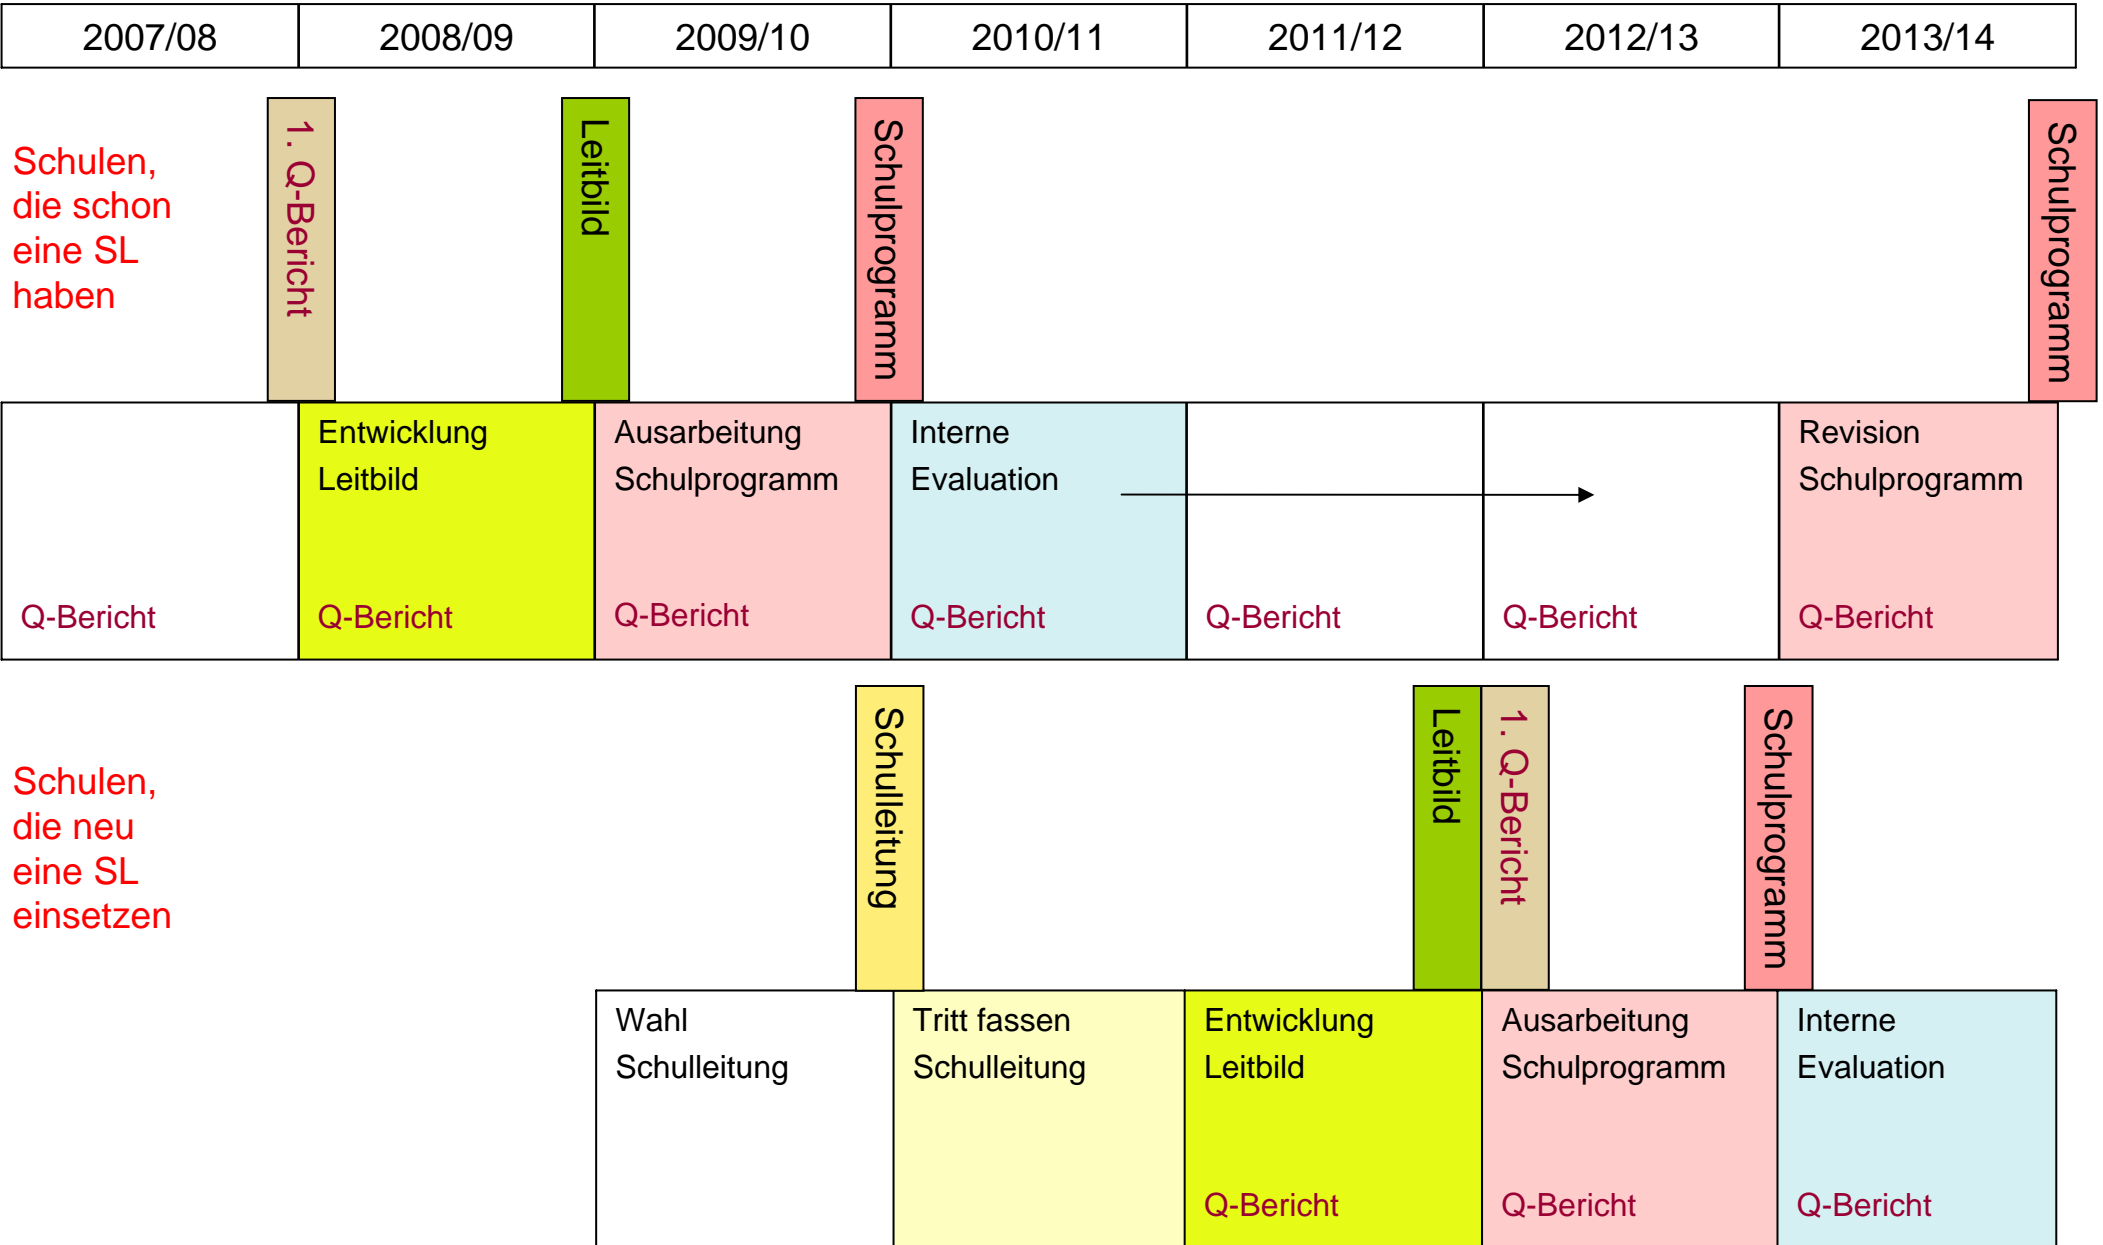 2007/08 2008/09 2009/10 2010/11 2011/12 2012/13 2013/14
Schulen,
die schon
eine SL
haben
1. Q-Bericht
Leitbild
Schulprogramm
Schulprogramm
Entwicklung
Leitbild
Ausarbeitung
Schulprogramm
Interne
Evaluation
Revision
Schulprogramm
Q-Bericht Q-Bericht Q-Bericht Q-Bericht Q-Bericht Q-Bericht Q-Bericht
Schulen,
die neu
eine SL
einsetzen
Schulleitung
Leitbild
1. Q-Bericht
Schulprogramm
Wahl
Schulleitung
Tritt fassen
Schulleitung
Entwicklung
Leitbild
Ausarbeitung
Schulprogramm
Interne
Evaluation
Q-Bericht Q-Bericht Q-Bericht